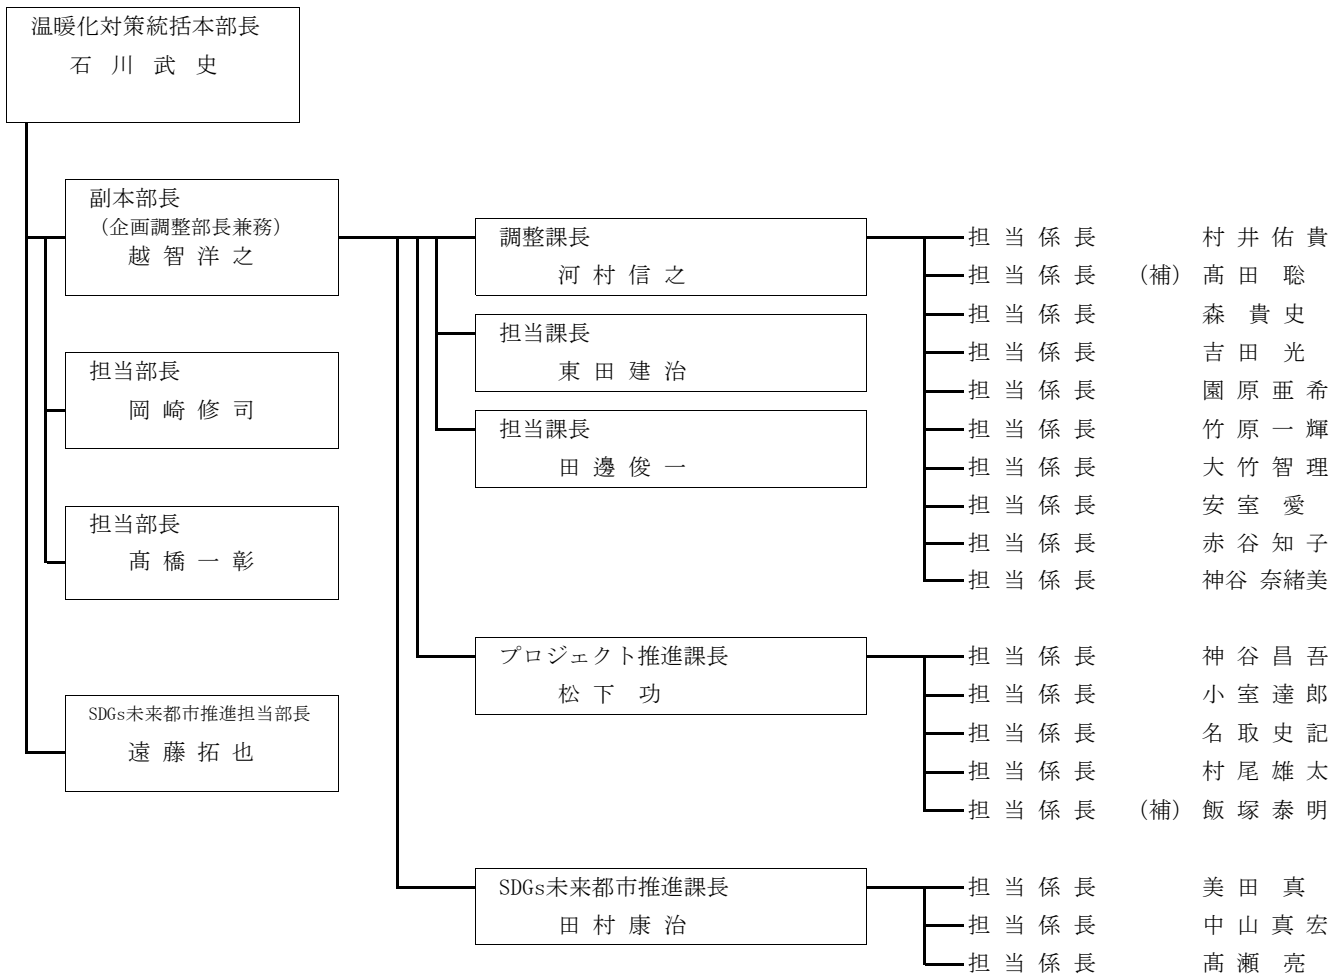 温暖化対策統括本部長
石川武史
副本部長
(企画調整部長兼務)
越智洋之
担当部長
岡崎修司
担当部長
髙橋一彰
SDGs未来都市推進担当部長
遠藤拓也
調整課長
河村信之
担当課長
東田建治
担当課長
田邊俊一
担当係長 村井佑貴
担当係長 (補) 髙田聡
担当係長 森貴史
担当係長 吉田光
担当係長 園原亜希
担当係長 竹原一輝
担当係長 大竹智理
担当係長 安室愛
担当係長 赤谷知子
担当係長 神谷 奈緒美
プロジェクト推進課長
松下功
担当係長 神谷昌吾
担当係長 小室達郎
担当係長 名取史記
担当係長 村尾雄太
担当係長 (補) 飯塚泰明
SDGs未来都市推進課長
田村康治
担当係長 美田真
担当係長 中山真宏
担当係長 髙瀬亮